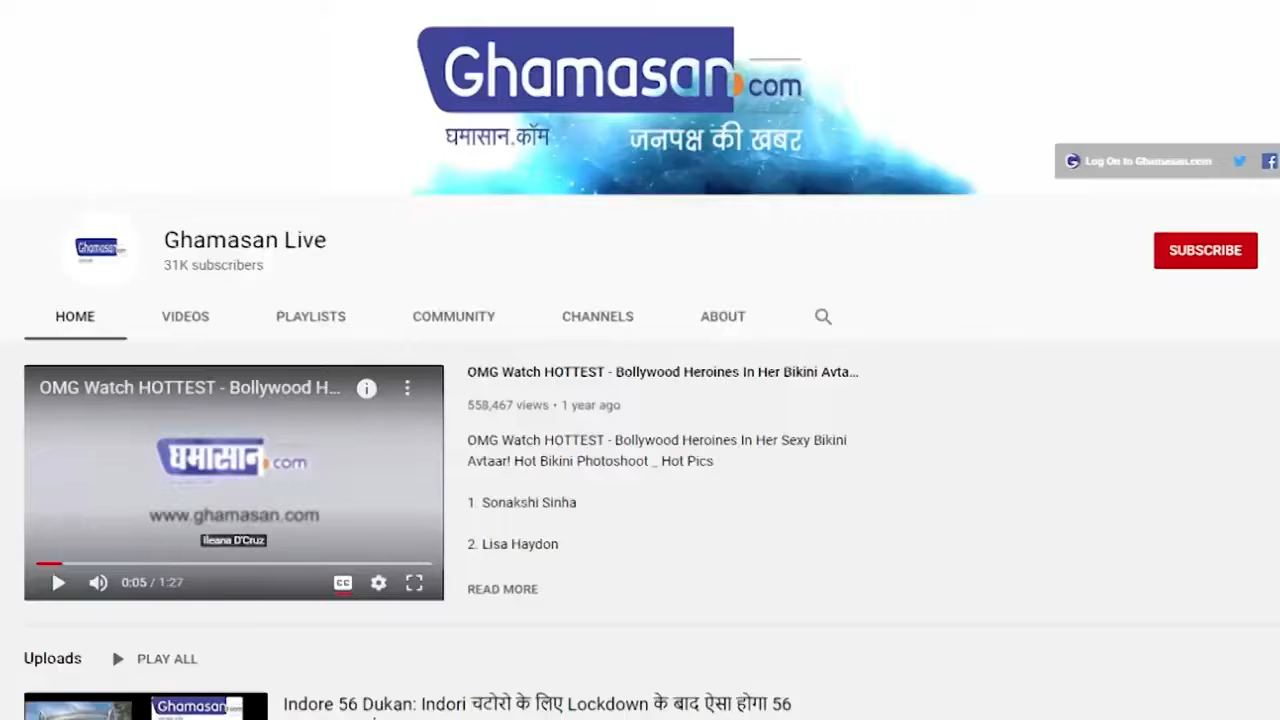 Ghamasan.com
घमासान.कॉम जनपक्ष की खबर
Log On to Ghamasan.com
Ghamasan
Ghamasan Live
31K subscribers
SUBSCRIBE
HOME VIDEOS PLAYLISTS COMMUNITY CHANNELS ABOUT
OMG Watch HOTTEST - Bollywood H...
घमासान.com
www.ghamasan.com
Ileana D'Cruz
0:05 / 1:27
CC
OMG Watch HOTTEST - Bollywood Heroines In Her Bikini Avta...
558,467 views • 1 year ago
OMG Watch HOTTEST - Bollywood Heroines In Her Sexy Bikini
Avtaar! Hot Bikini Photoshoot _ Hot Pics
1. Sonakshi Sinha
2. Lisa Haydon
READ MORE
Uploads PLAY ALL
Ghamasan.com
Indore 56 Dukan: Indori चटोरो के लिए Lockdown के बाद ऐसा होगा 56